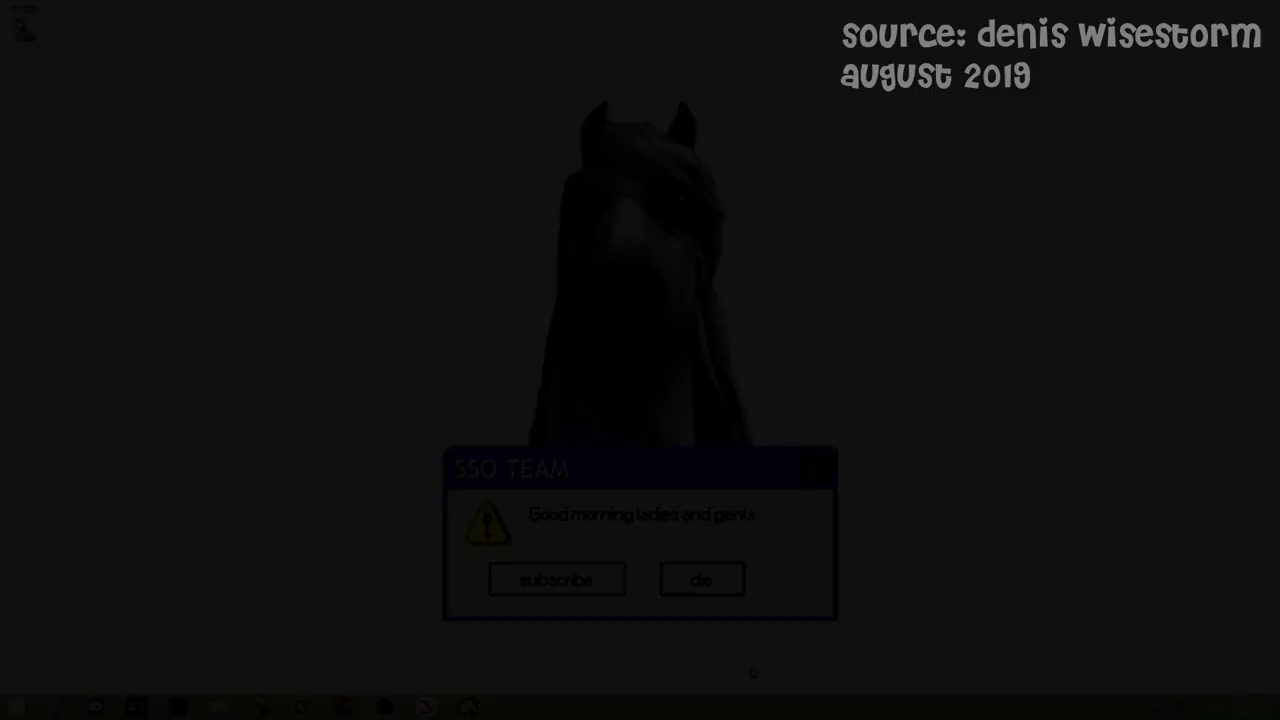 source: denis wisestorm
august 2019
SSO TEAM
Good morning ladies and gents
subscribe
die